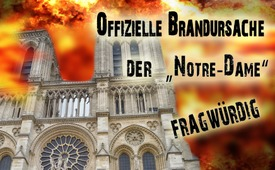 Offizielle Brandursache
der „Notre-Dame“
fragwürdig